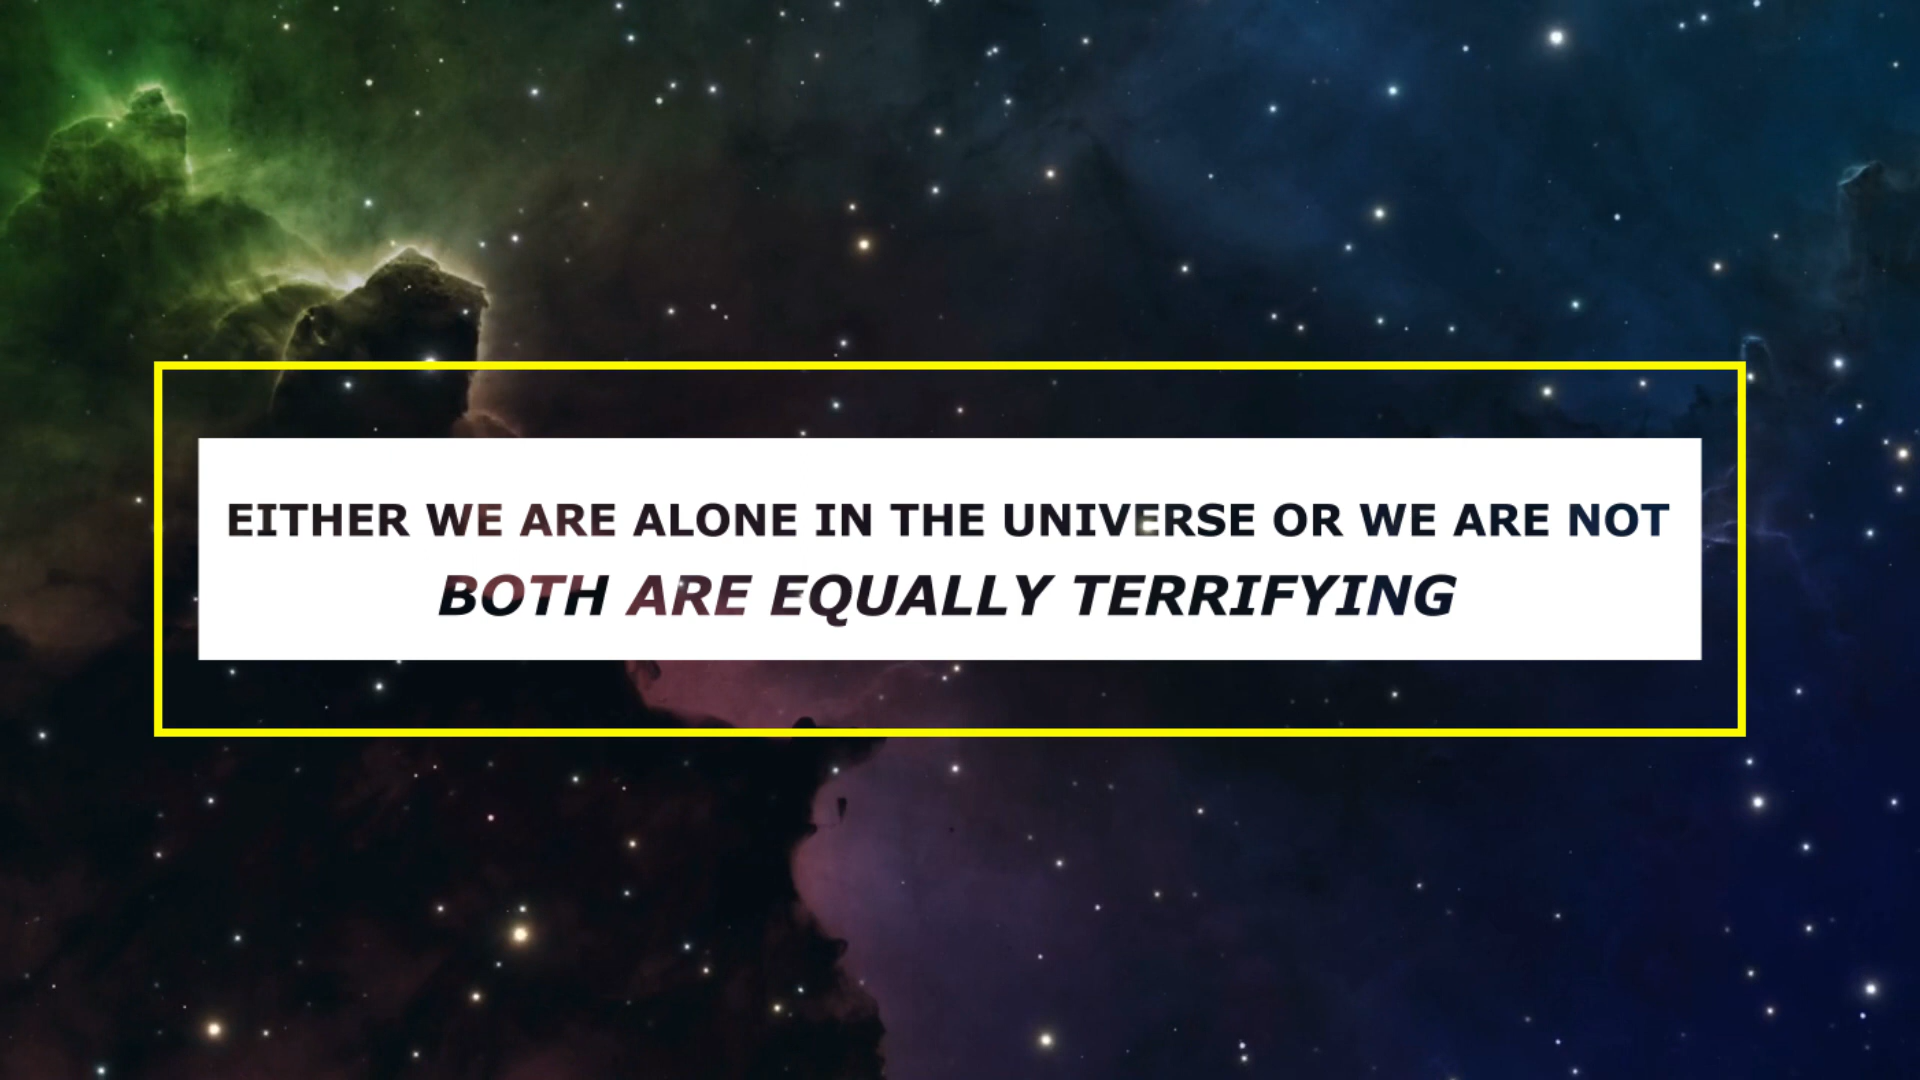 EITHER WE ARE ALONE IN THE UNIVERSE OR WE ARE NOT
BOTH ARE EQUALLY TERRIFYING